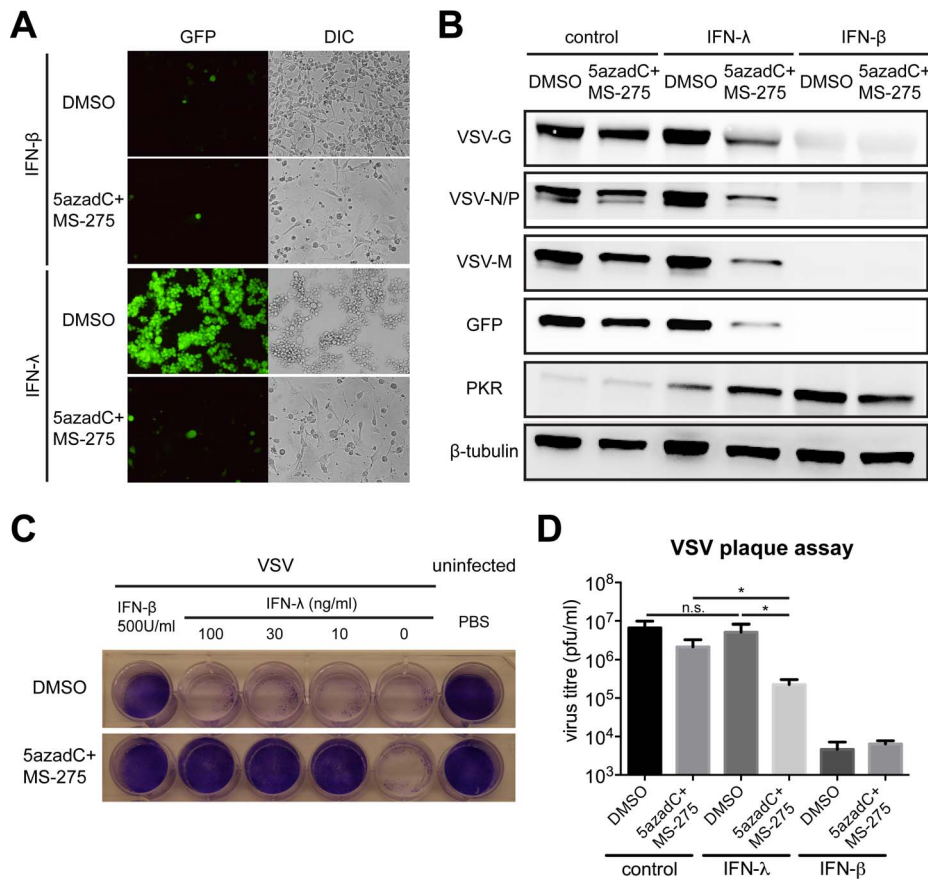 A
GFP DIC
IFN-β
DMSO
5azadC+
MS-275
IFN-λ
DMSO
5azadC+
MS-275
B
control IFN-λ IFN-β
DMSO 5azadC+ DMSO 5azadC+ DMSO 5azadC+
MS-275 MS-275 MS-275
VSV-G
VSV-N/P
VSV-M
GFP
PKR
β-tubulin
C
VSV uninfected
IFN-β IFN-λ (ng/ml)
500U/ml 100 30 10 0 PBS
DMSO
5azadC+
MS-275
D
VSV plaque assay
virus titre (pfu/ml)
10⁸
10⁷
10⁶
10⁵
10⁴
10³
*
n.s. *
DMSO 5azadC+ DMSO 5azadC+ DMSO 5azadC+
MS-275 MS-275 MS-275
control IFN-λ IFN-β